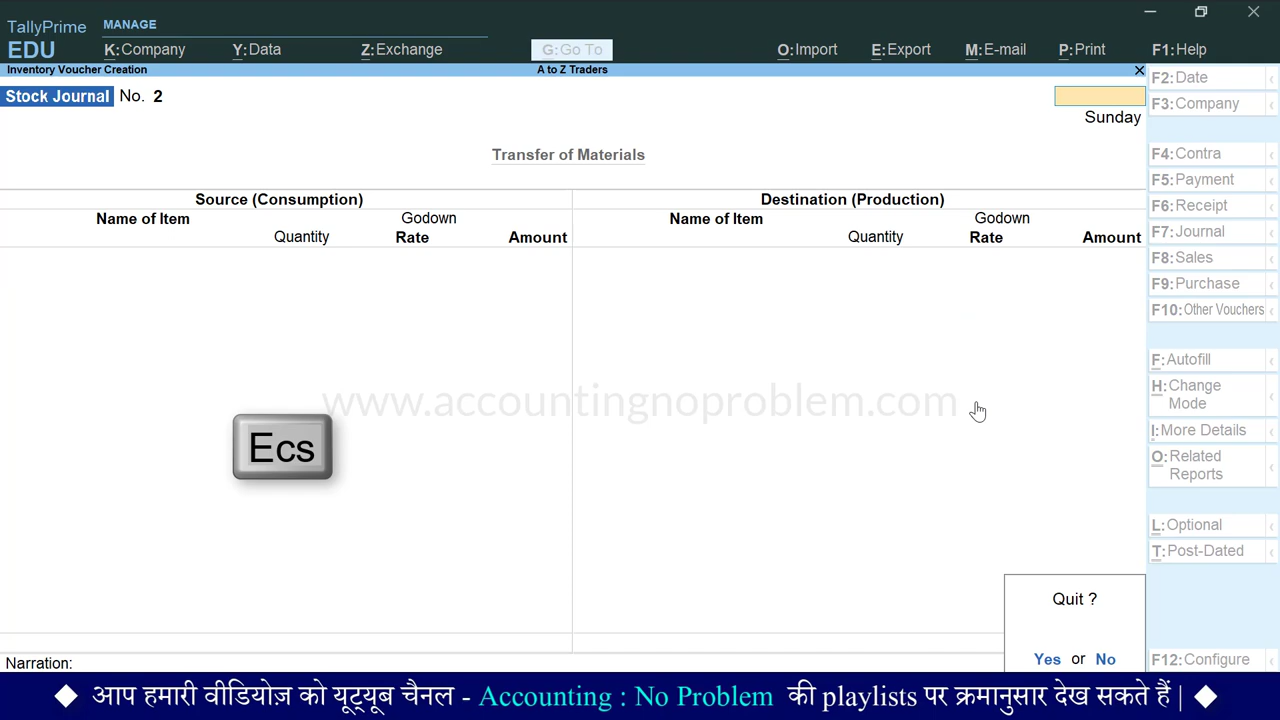 TallyPrime
EDU
MANAGE
K:Company Y:Data Z:Exchange G:Go To O:Import E:Export M:E-mail P:Print F1:Help
Inventory Voucher Creation A to Z Traders
Stock Journal No. 2
Sunday
Transfer of Materials
Source (Consumption) Destination (Production)
Name of Item Godown Name of Item Godown
Quantity Rate Amount Quantity Rate Amount
www.accountingnoproblem.com
Ecs
Quit ?
Yes or No
Narration:
F2:Date
F3:Company
F4:Contra
F5:Payment
F6:Receipt
F7:Journal
F8:Sales
F9:Purchase
F10:Other Vouchers
F:Autofill
H:Change
Mode
I:More Details
O:Related
Reports
L:Optional
T:Post-Dated
F12:Configure
◆ आप हमारी वीडियोज़ को यूट्यूब चैनल - Accounting : No Problem की playlists पर क्रमानुसार देख सकते हैं | ◆